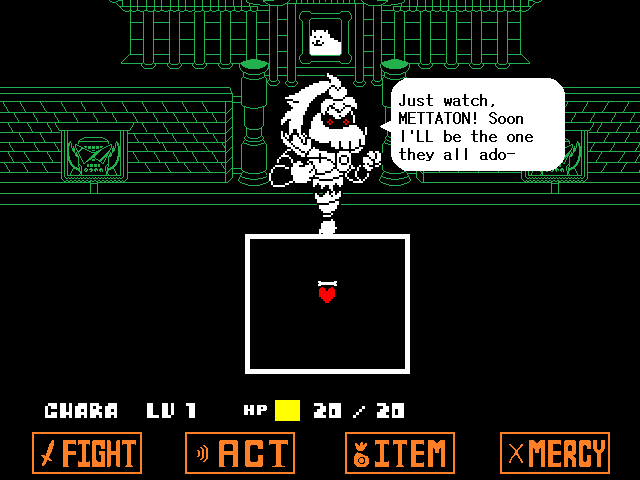 Just watch,
METTATON! Soon
I'LL be the one
they all ado-
CHARA LV 1 HP 20 / 20
FIGHT ACT ITEM MERCY